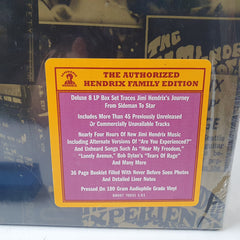 THE AUTHORIZED
HENDRIX FAMILY EDITION
Deluxe 8 LP Box Set Traces Jimi Hendrix's Journey
From Sideman To Star
Includes More Than 45 Previously Unreleased
Or Commercially Unavailable Tracks
Nearly Four Hours Of New Jimi Hendrix Music
Including Alternate Versions Of "Are You Experienced?"
And Unheard Songs Such As "Hear My Freedom,"
"Lonely Avenue," Bob Dylan's "Tears Of Rage"
And Many More
36 Page Booklet Filled With Never Before Seen Photos
And Detailed Liner Notes
Pressed On 180 Gram Audiophile Grade Vinyl
XPERIEN